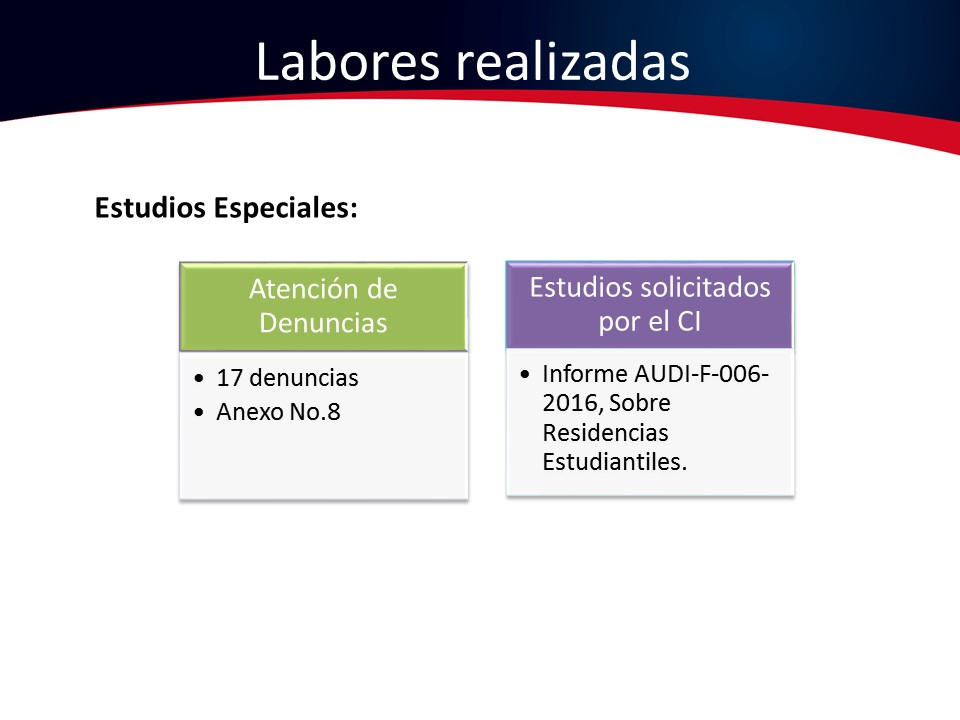 Labores realizadas
Estudios Especiales:
Atención de
Denuncias
• 17 denuncias
• Anexo No.8
Estudios solicitados
por el CI
• Informe AUDI-F-006-
2016, Sobre
Residencias
Estudiantiles.